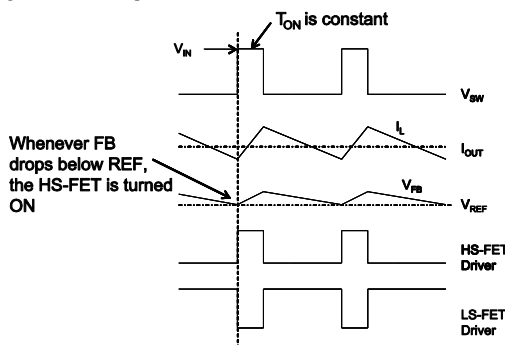 T_ON is constant
V_IN
V_SW
I_L
I_OUT
Whenever FB
drops below REF,
the HS-FET is turned
ON
V_FB
V_REF
HS-FET
Driver
LS-FET
Driver